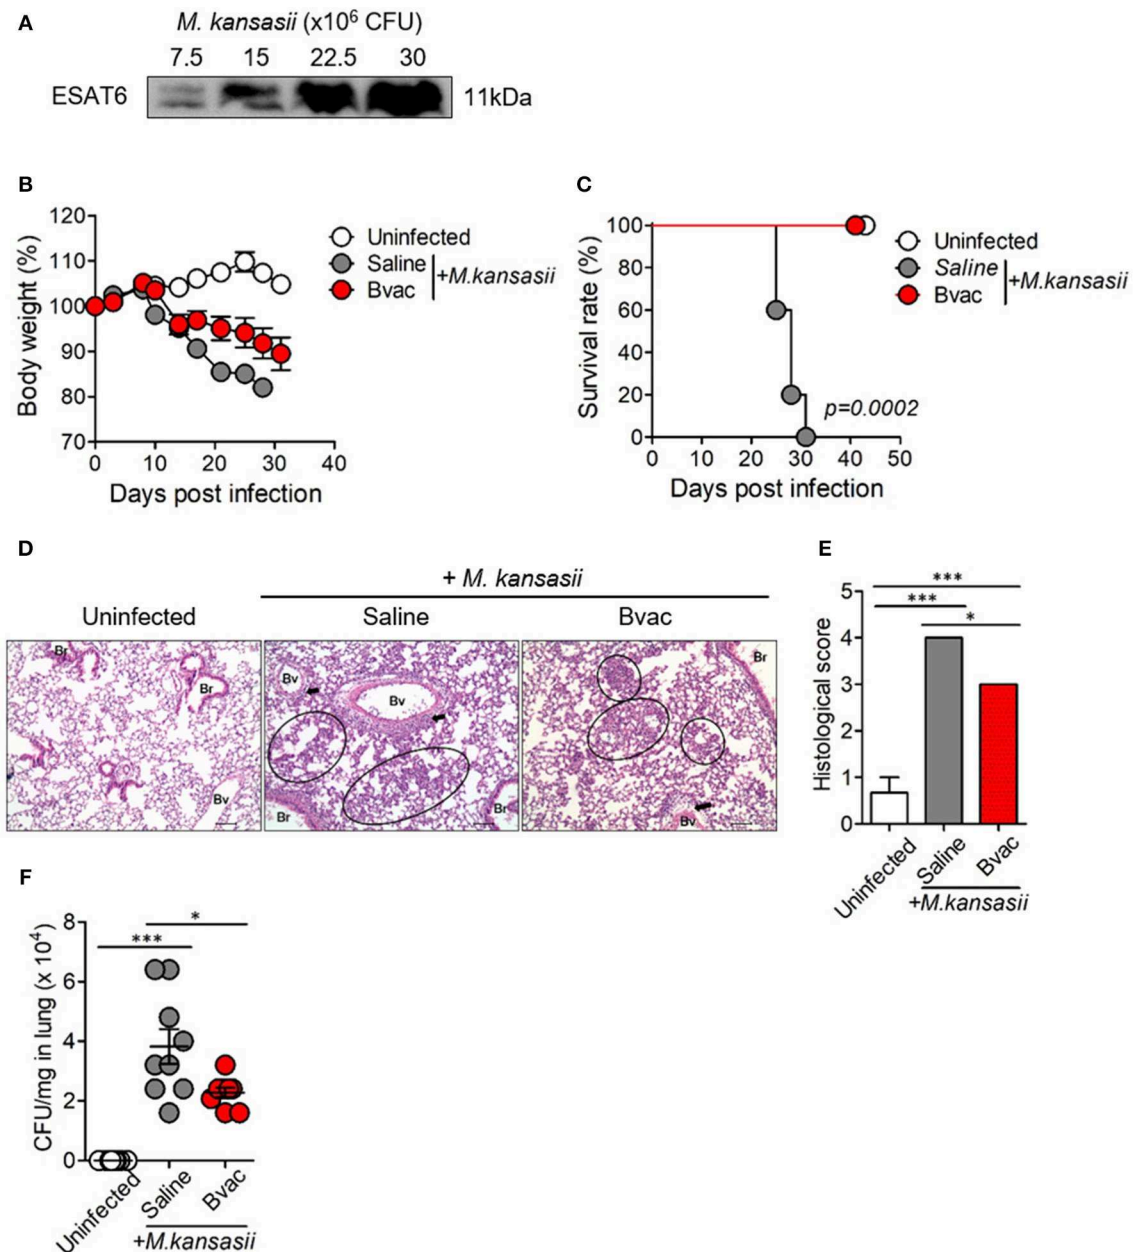 A
M. kansasii (x10⁶ CFU)
7.5 15 22.5 30
ESAT6 11kDa
B
120
110
100
90
80
70
0 10 20 30 40
Body weight (%)
Days post infection
Uninfected
Saline
Bvac
+M.kansasii
C
100
80
60
40
20
0
0 10 20 30 40 50
Survival rate (%)
Days post infection
p=0.0002
Uninfected
Saline
Bvac
+M.kansasii
D
+ M. kansasii
Uninfected Saline Bvac
Br
Br
Bv
Bv
Bv
Br
Br
Br
Bv
E
*** 
***
*
5
4
3
2
1
0
Histological score
Uninfected
Saline
Bvac
+M.kansasii
F
*
***
8
6
4
2
0
CFU/mg in lung (x 10⁴)
Uninfected
Saline
Bvac
+M.kansasii